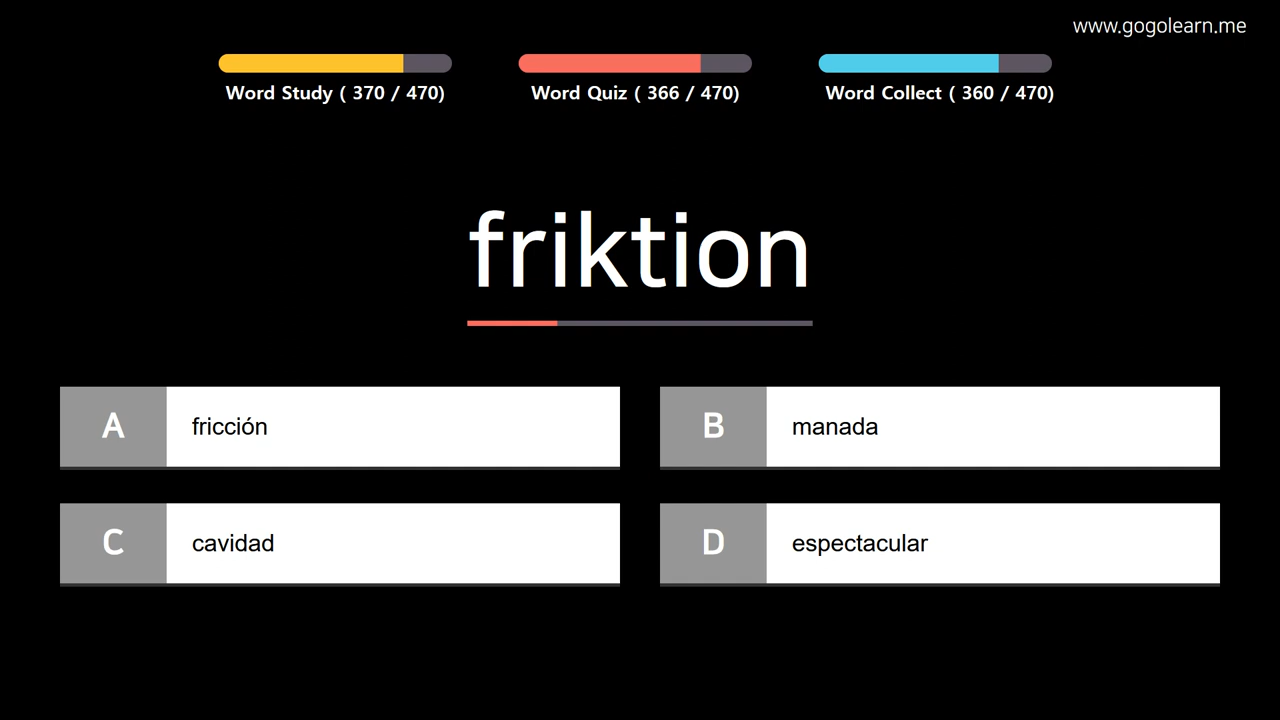 www.gogolearn.me
Word Study ( 370 / 470)
Word Quiz ( 366 / 470)
Word Collect ( 360 / 470)
friktion
A fricción
B manada
C cavidad
D espectacular